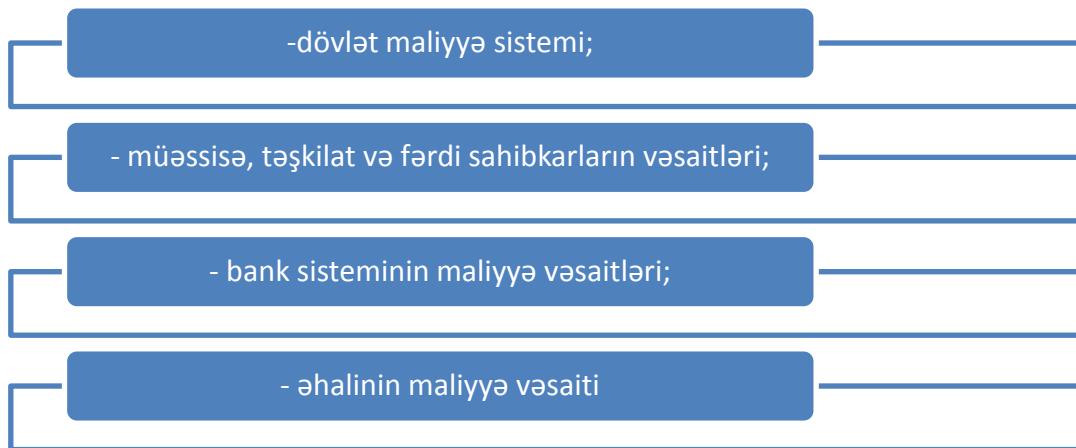 -dövlət maliyyə sistemi;
- müəssisə, təşkilat və fərdi sahibkarların vəsaitləri;
- bank sisteminin maliyyə vəsaitləri;
- əhalinin maliyyə vəsaiti